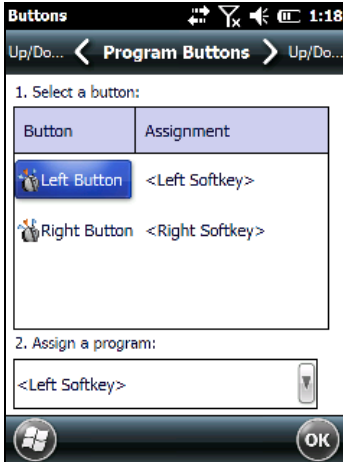 Buttons 1:18
Up/Do... Program Buttons Up/Do...
1. Select a button:
Button Assignment
Left Button <Left Softkey>
Right Button <Right Softkey>
2. Assign a program:
<Left Softkey>
OK